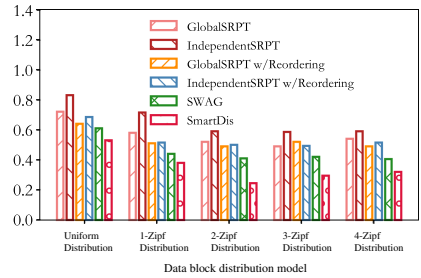 1.4
1.2
1.0
0.8
0.6
0.4
0.2
0.0
GlobalSRPT
IndependentSRPT
GlobalSRPT w/Reordering
IndependentSRPT w/Reordering
SWAG
SmartDis
Uniform Distribution
1-Zipf Distribution
2-Zipf Distribution
3-Zipf Distribution
4-Zipf Distribution
Data block distribution model